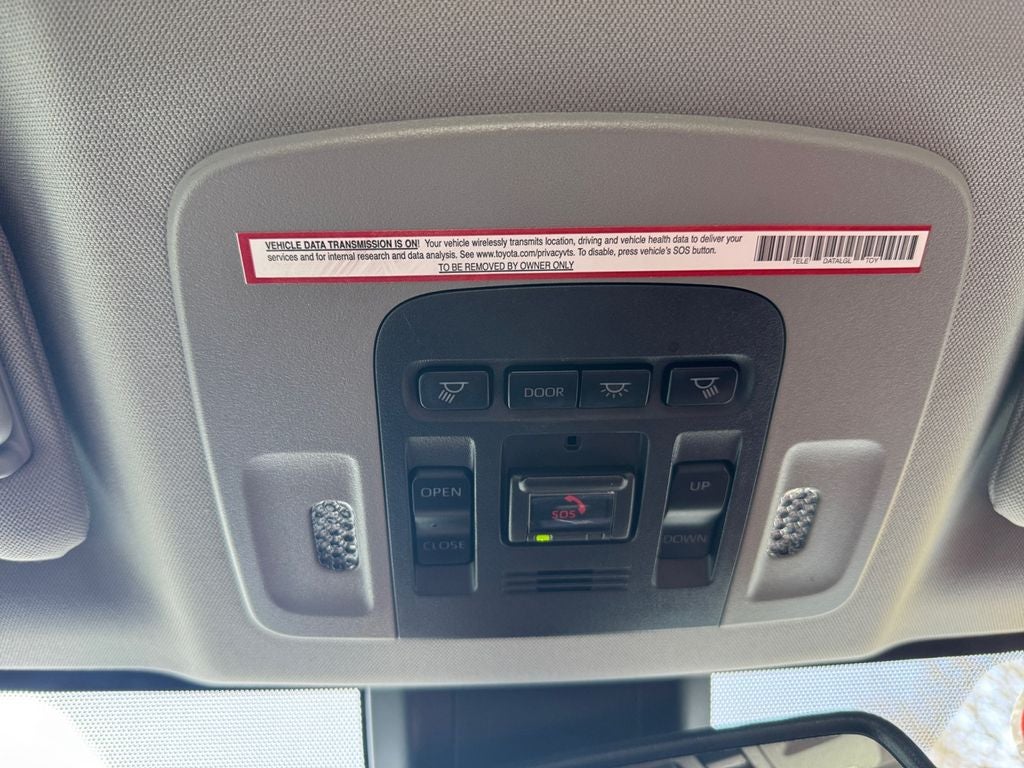 VEHICLE DATA TRANSMISSION IS ON! Your vehicle wirelessly transmits location, driving and vehicle health data to deliver your
services and for internal research and data analysis. See www.toyota.com/privacyvts. To disable, press vehicle's SOS button.
TO BE REMOVED BY OWNER ONLY
TELE DATALGL TOY
DOOR
OPEN
CLOSE
SOS
UP
DOWN